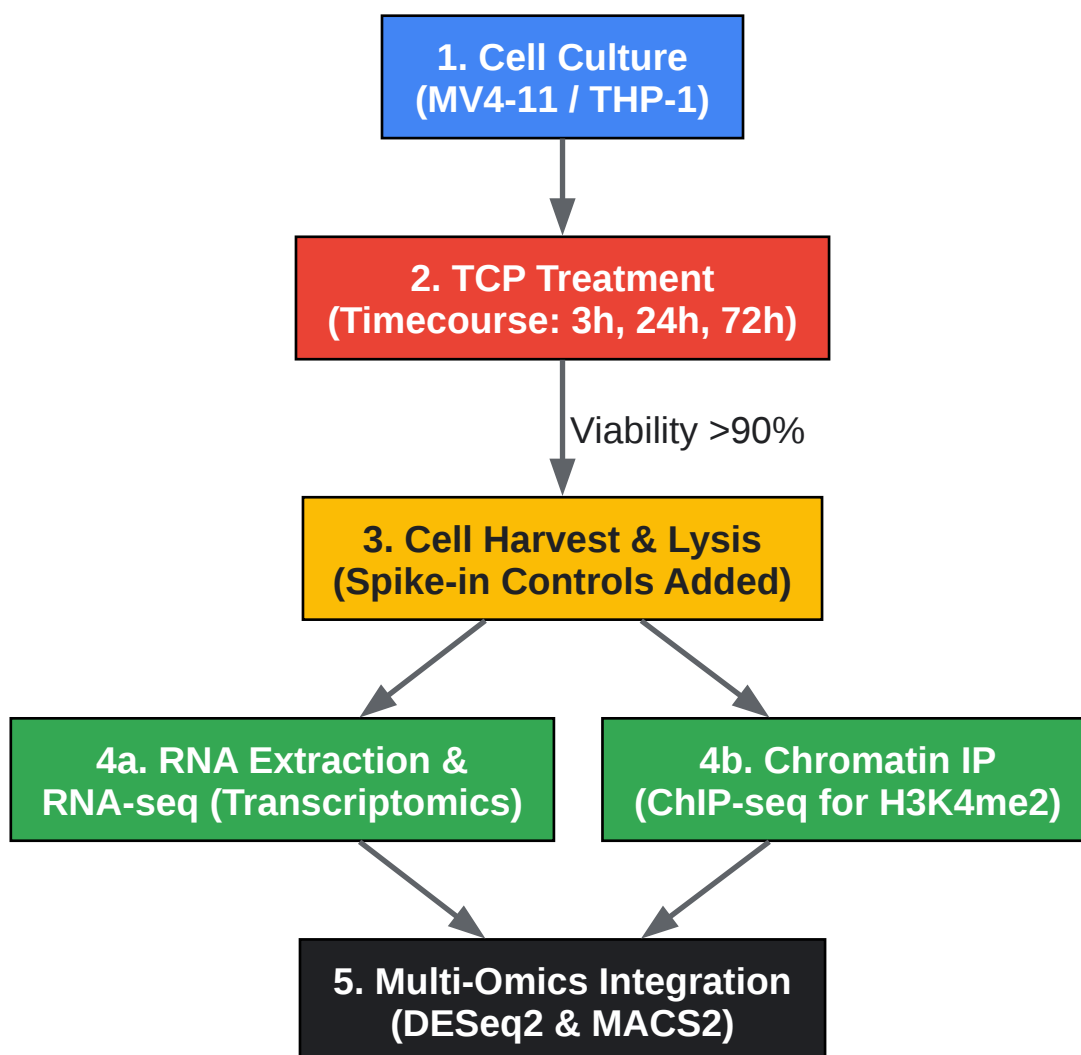 1. Cell Culture
(MV4-11 / THP-1)
2. TCP Treatment
(Timecourse: 3h, 24h, 72h)
Viability >90%
3. Cell Harvest & Lysis
(Spike-in Controls Added)
4a. RNA Extraction &
RNA-seq (Transcriptomics)
4b. Chromatin IP
(ChIP-seq for H3K4me2)
5. Multi-Omics Integration
(DESeq2 & MACS2)